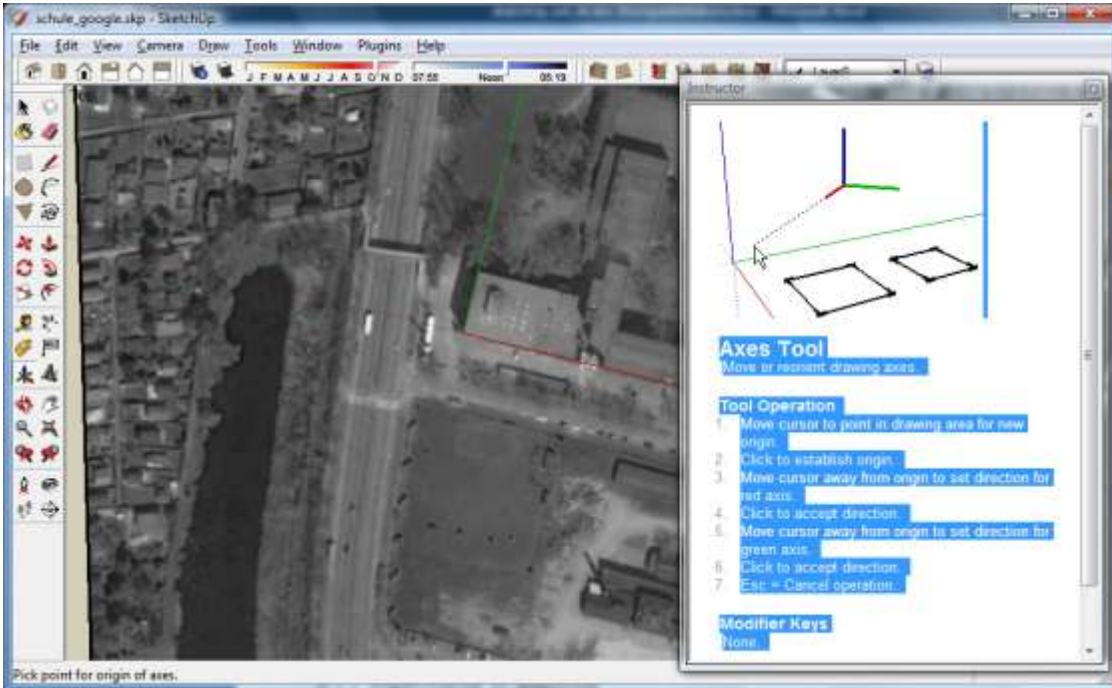 schule_google.skp - SketchUp
File Edit View Camera Draw Tools Window Plugins Help
J F M A M J J A S O N D 07:55 Noon 05:19 Layer0
Instructor
Axes Tool
Move or reorient drawing axes.
Tool Operation
1. Move cursor to point in drawing area for new
origin.
2. Click to establish origin.
3. Move cursor away from origin to set direction for
red axis.
4. Click to accept direction.
5. Move cursor away from origin to set direction for
green axis.
6. Click to accept direction.
7. Esc = Cancel operation.
Modifier Keys
None.
Pick point for origin of axes.